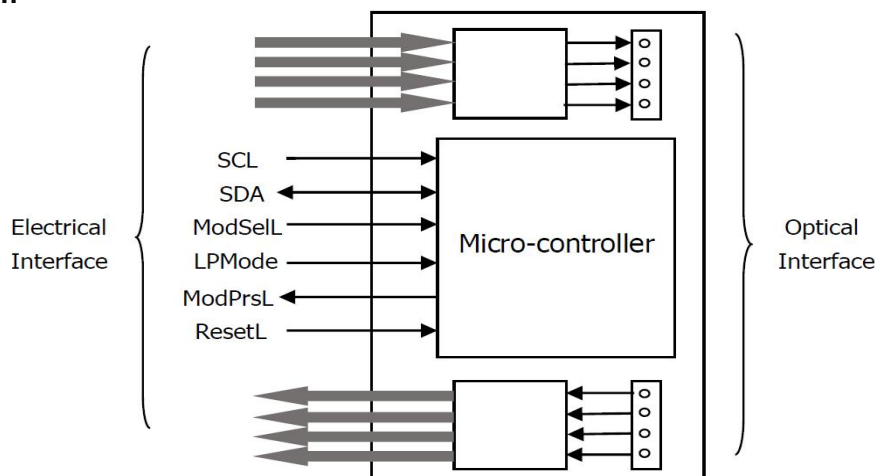 SCL
SDA
Electrical
Interface
ModSelL
LPMode
ModPrsL
ResetL
Micro-controller
Optical
Interface